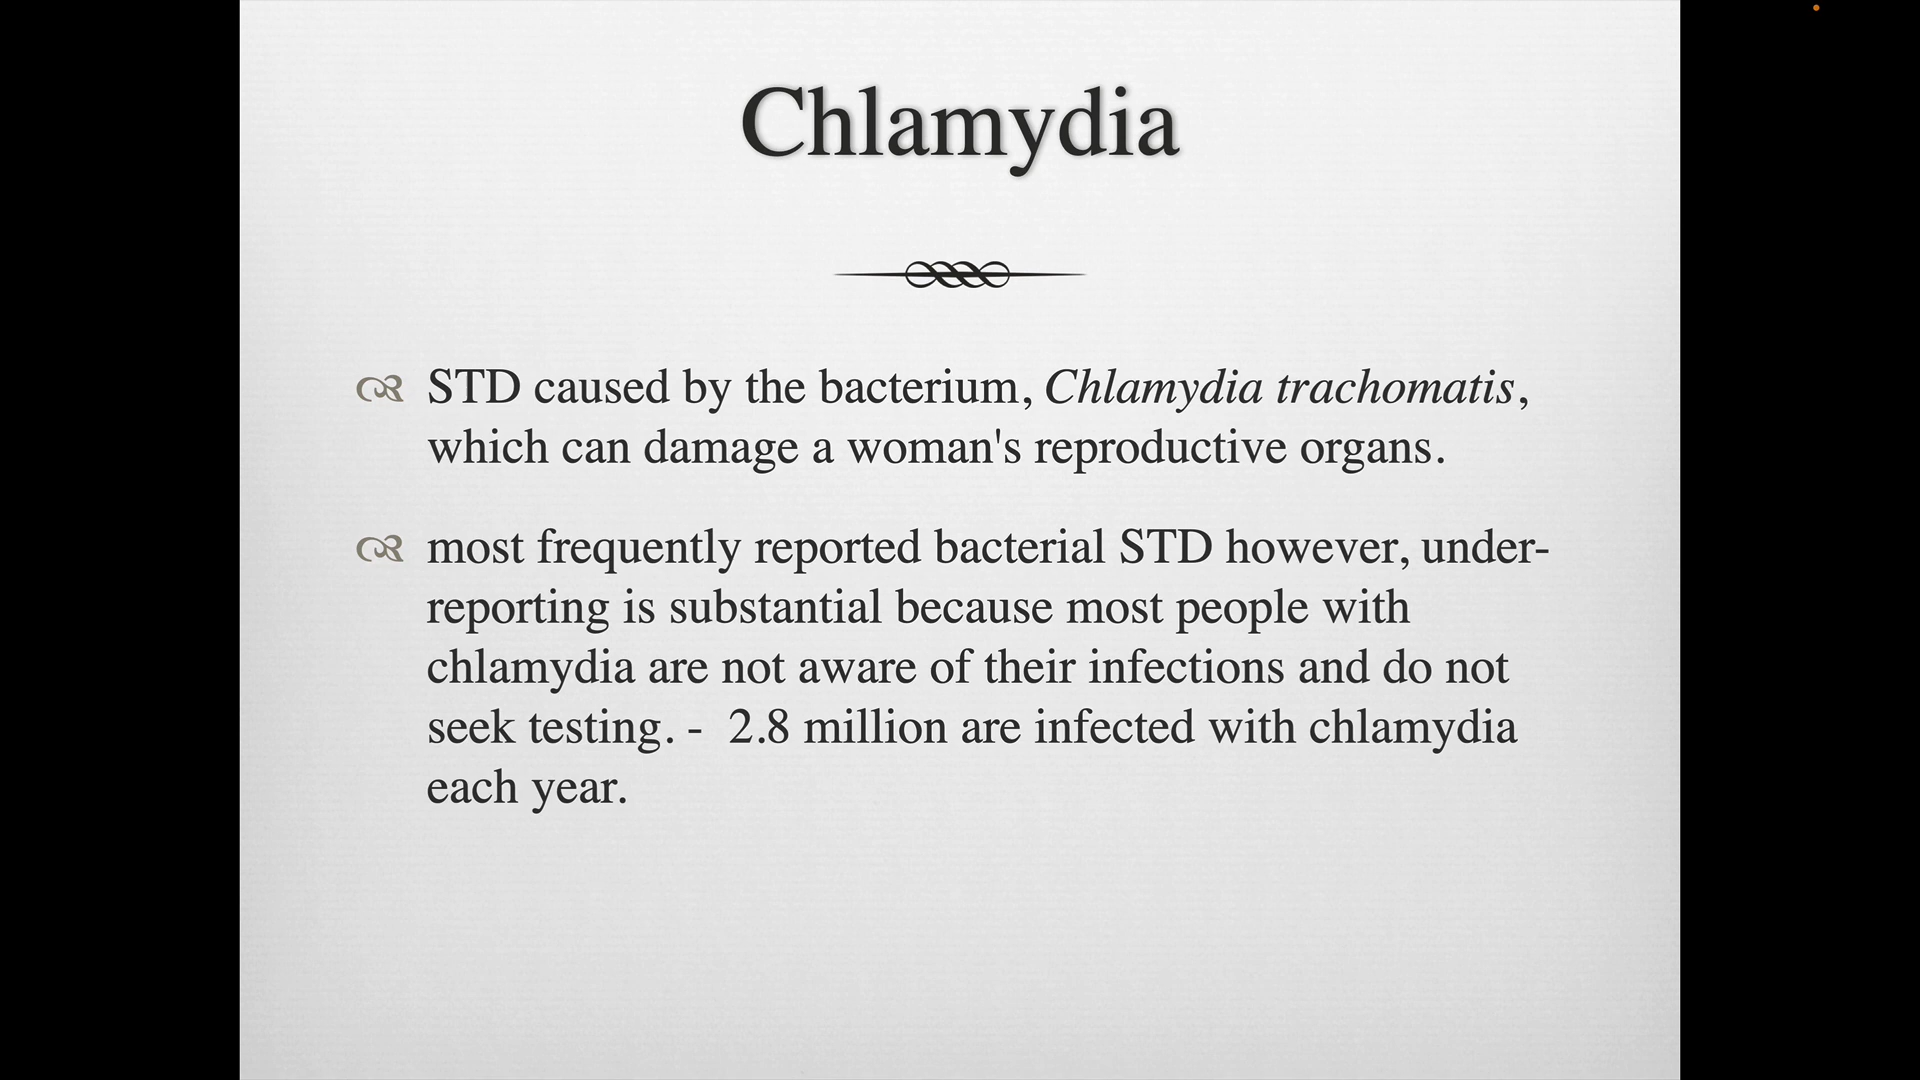 Chlamydia
STD caused by the bacterium, Chlamydia trachomatis,
which can damage a woman's reproductive organs.
most frequently reported bacterial STD however, under-
reporting is substantial because most people with
chlamydia are not aware of their infections and do not
seek testing. -  2.8 million are infected with chlamydia
each year.